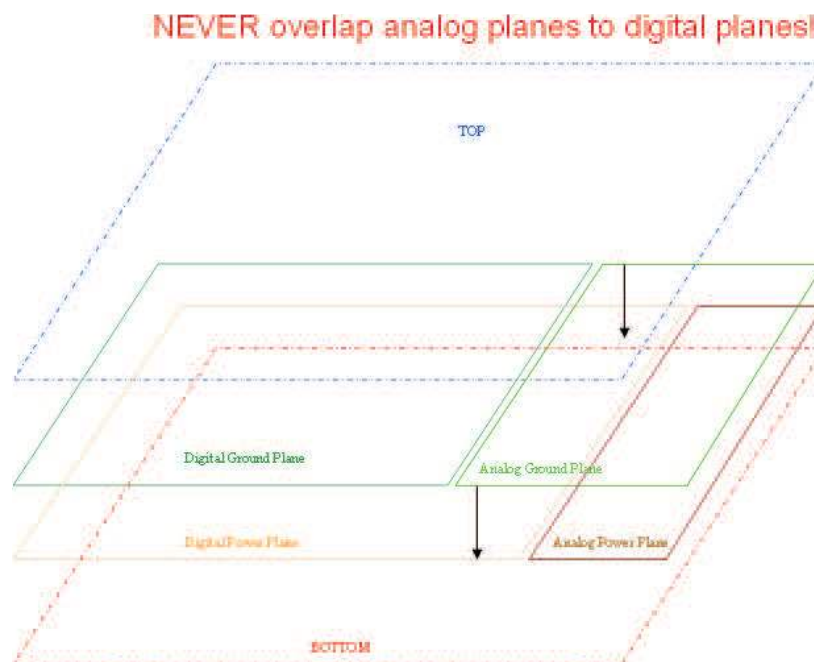 NEVER overlap analog planes to digital planes!
TOP
Digital Ground Plane
Analog Ground Plane
Digital Power Plane
Analog Power Plane
BOTTOM